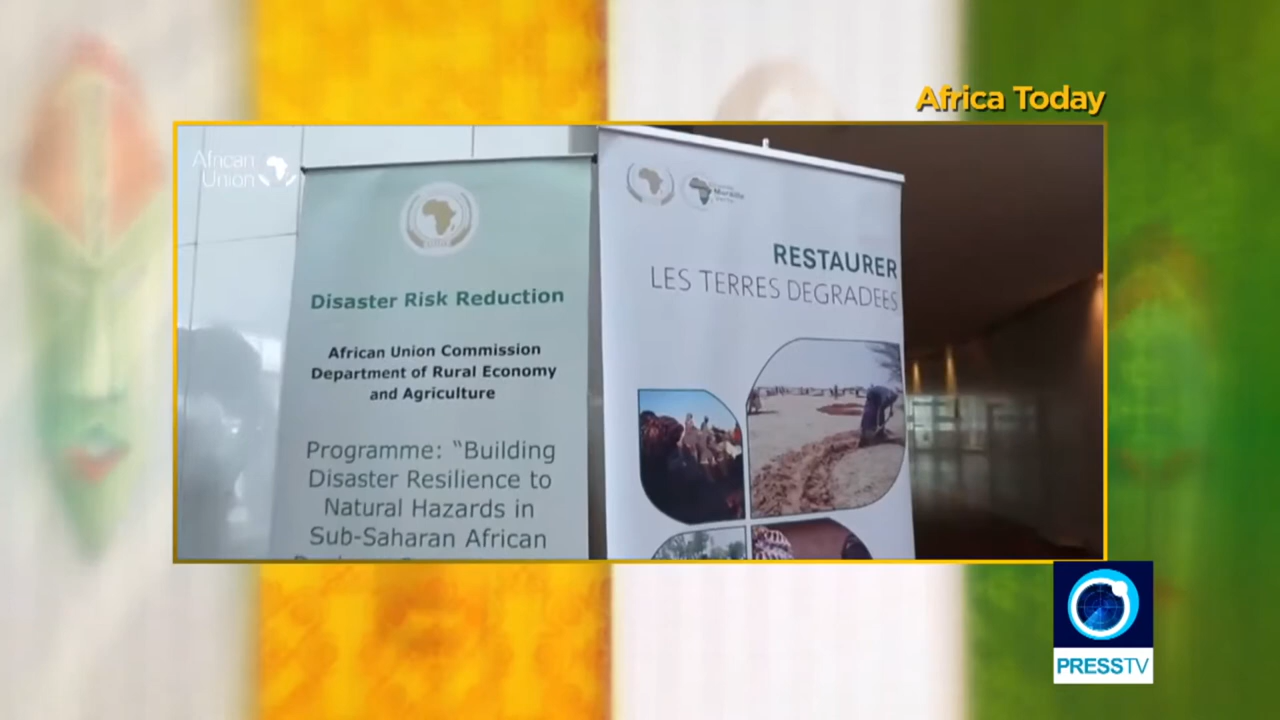 Africa Today
African
Union
Disaster Risk Reduction
African Union Commission
Department of Rural Economy
and Agriculture
Programme: “Building
Disaster Resilience to
Natural Hazards in
Sub-Saharan African
Muraille
RESTAURER
LES TERRES DEGRADEES
PRESSTV